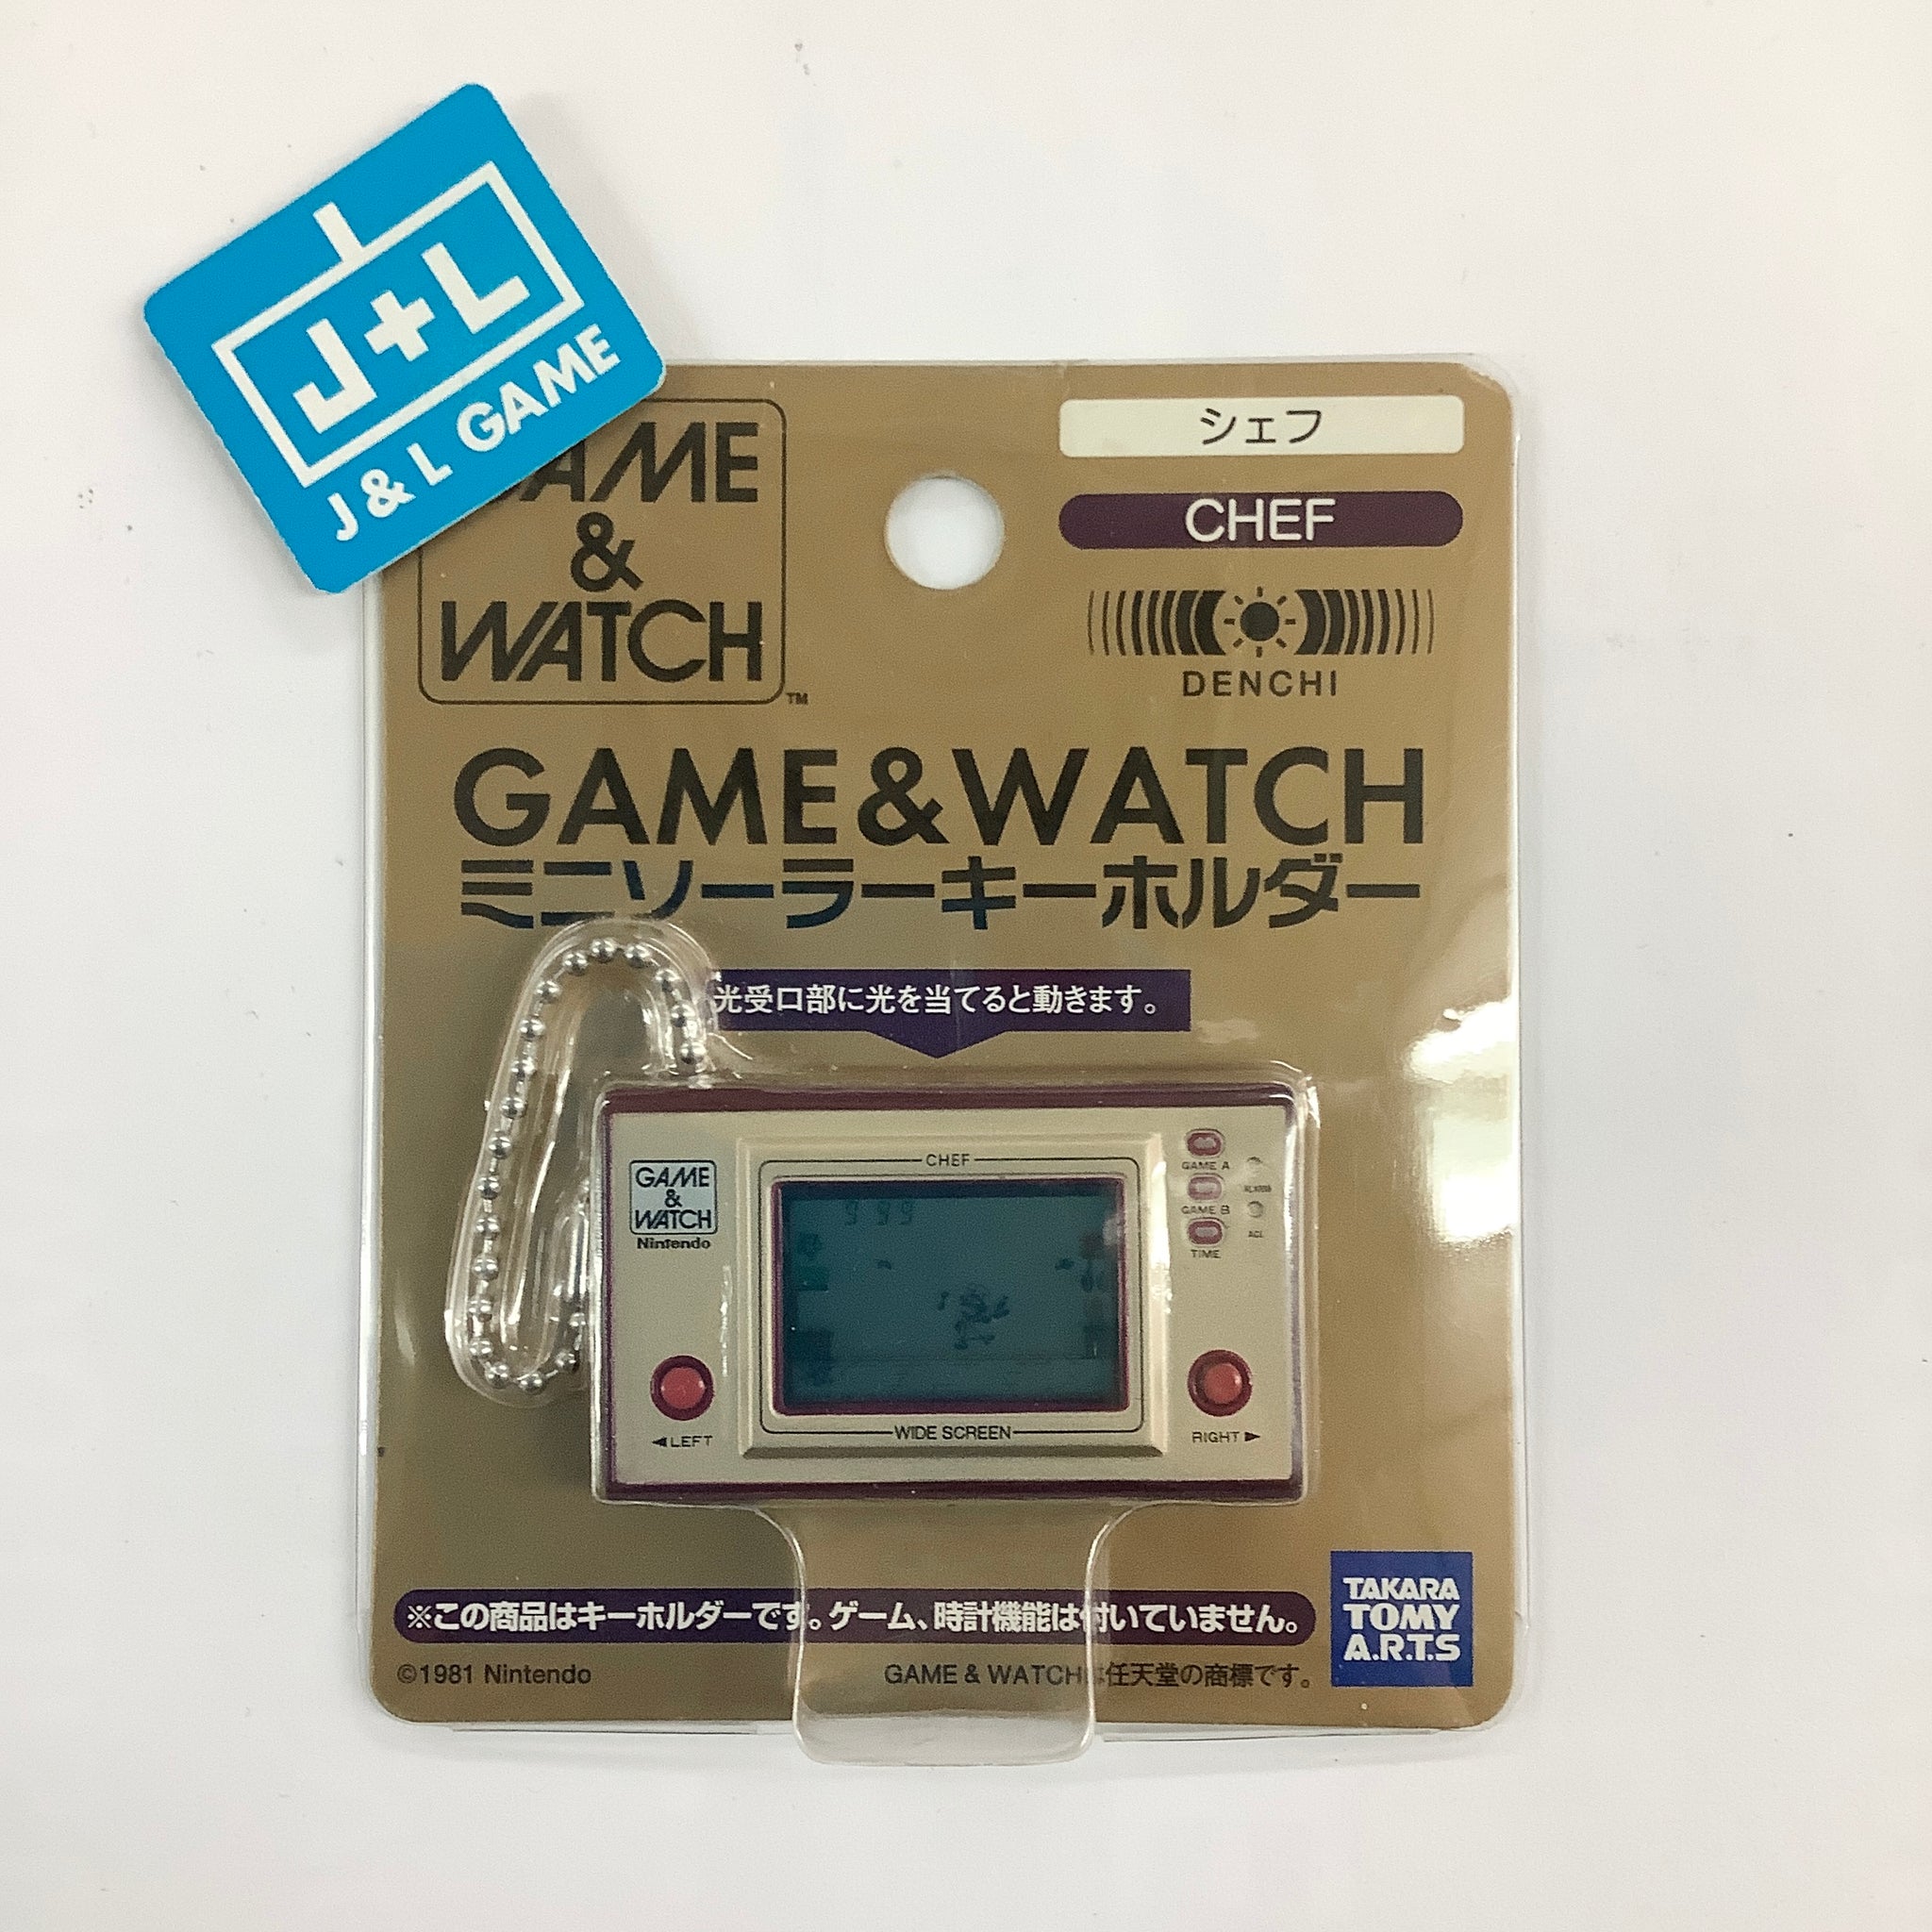 J+L
J & L GAME
GAME
&
WATCH
TM
シェフ
CHEF
DENCHI
GAME&WATCH
ミニソーラーキーホルダー
光受口部に光を当てると動きます。
GAME
&
WATCH
Nintendo
CHEF
999
GAME A
ALARM
GAME B
ACL
TIME
◄LEFT
WIDE SCREEN
RIGHT►
※この商品はキーホルダーです。ゲーム、時計機能は付いていません。
©1981 Nintendo
GAME & WATCHは任天堂の商標です。
TAKARA
TOMY
A.R.T.S